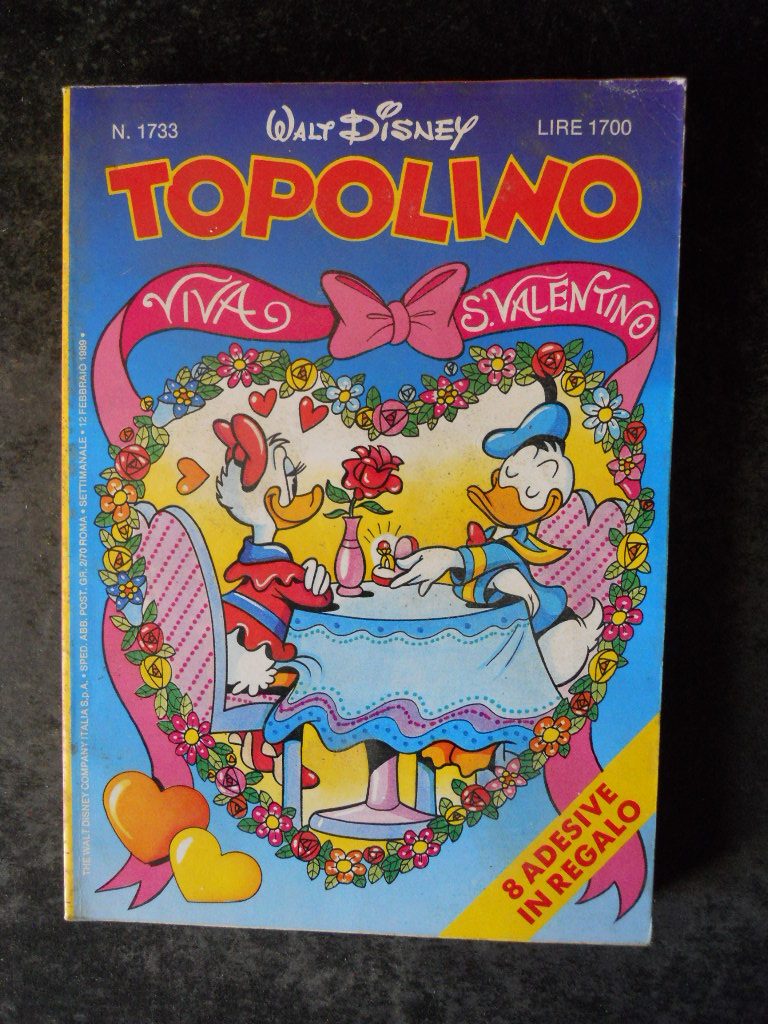 N. 1733
WALT DISNEY
LIRE 1700
TOPOLINO
VIVA
S. VALENTINO
THE WALT DISNEY COMPANY ITALIA S.p.A. • SPED. ABB. POST. GR. 2/70 ROMA • SETTIMANALE • 12 FEBBRAIO 1989 •
8 ADESIVE
IN REGALO